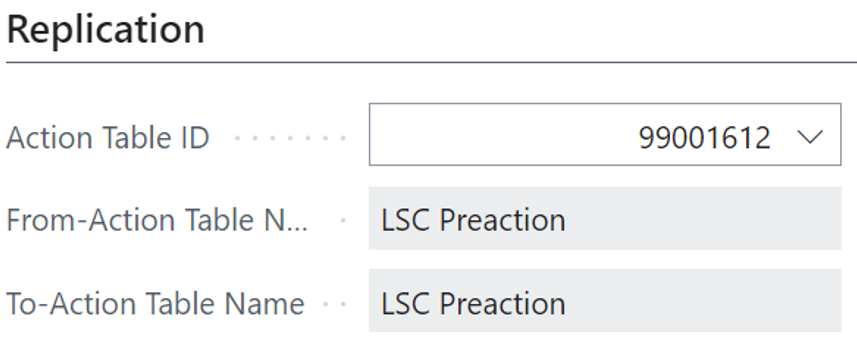 Replication
Action Table ID 99001612
From-Action Table N... LSC Preaction
To-Action Table Name LSC Preaction